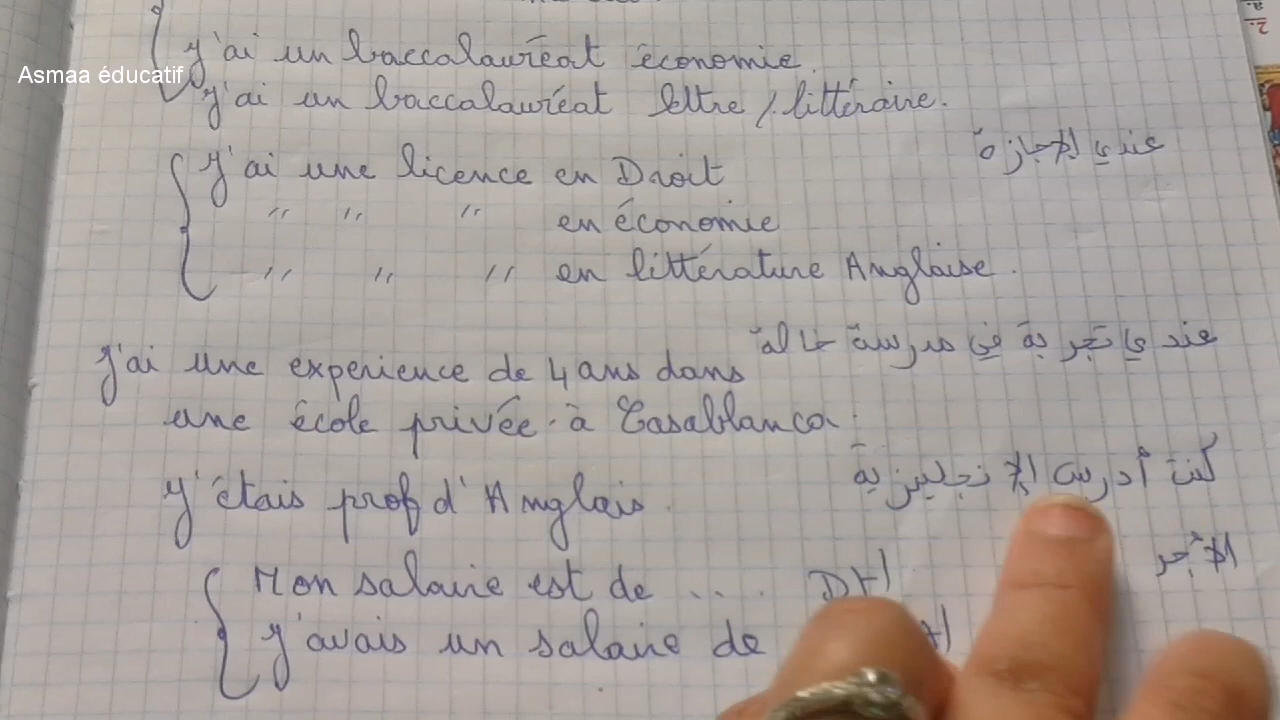 J'ai un baccalauréat économie.
Asmaa éducatif
J'ai un baccalauréat lettre / littéraire.
عندي الإجازة
J'ai une licence en Droit
" " " en économie
" " " en littérature Anglaise.
عندي تجربة في مدرسة
J'ai une experience de 4 ans dans
une école privée à Casablanca.
كنت أدرس الإنجليزية
J'étais prof d'Anglais.
الأجر
Mon salaire est de ... DH
J'avais un salaire de